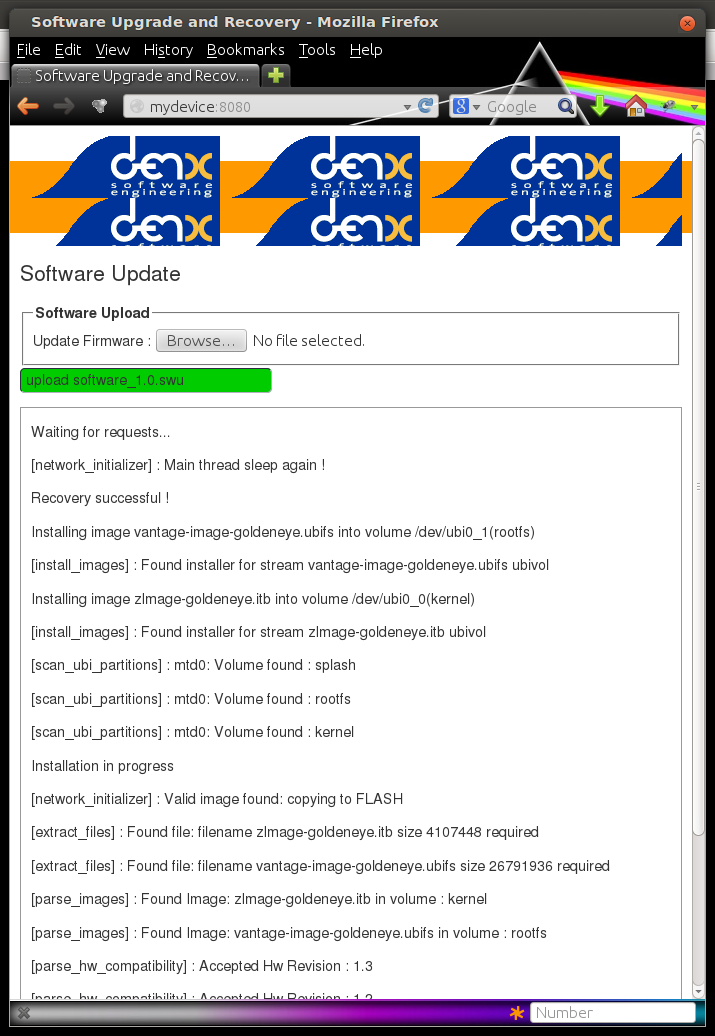 Software Upgrade and Recovery - Mozilla Firefox
File Edit View History Bookmarks Tools Help
Software Upgrade and Recov...
mydevice:8080
Google
denx denx denx
software software software
engineering engineering engineering
denx denx denx
Software Update
Software Upload
Update Firmware : Browse... No file selected.
upload software_1.0.swu
Waiting for requests...
[network_initializer] : Main thread sleep again !
Recovery successful !
Installing image vantage-image-goldeneye.ubifs into volume /dev/ubi0_1(rootfs)
[install_images] : Found installer for stream vantage-image-goldeneye.ubifs ubivol
Installing image zImage-goldeneye.itb into volume /dev/ubi0_0(kernel)
[install_images] : Found installer for stream zImage-goldeneye.itb ubivol
[scan_ubi_partitions] : mtd0: Volume found : splash
[scan_ubi_partitions] : mtd0: Volume found : rootfs
[scan_ubi_partitions] : mtd0: Volume found : kernel
Installation in progress
[network_initializer] : Valid image found: copying to FLASH
[extract_files] : Found file: filename zImage-goldeneye.itb size 4107448 required
[extract_files] : Found file: filename vantage-image-goldeneye.ubifs size 26791936 required
[parse_images] : Found Image: zImage-goldeneye.itb in volume : kernel
[parse_images] : Found Image: vantage-image-goldeneye.ubifs in volume : rootfs
[parse_hw_compatibility] : Accepted Hw Revision : 1.3
[parse_hw_compatibility] : Accepted Hw Revision : 1.2
Number